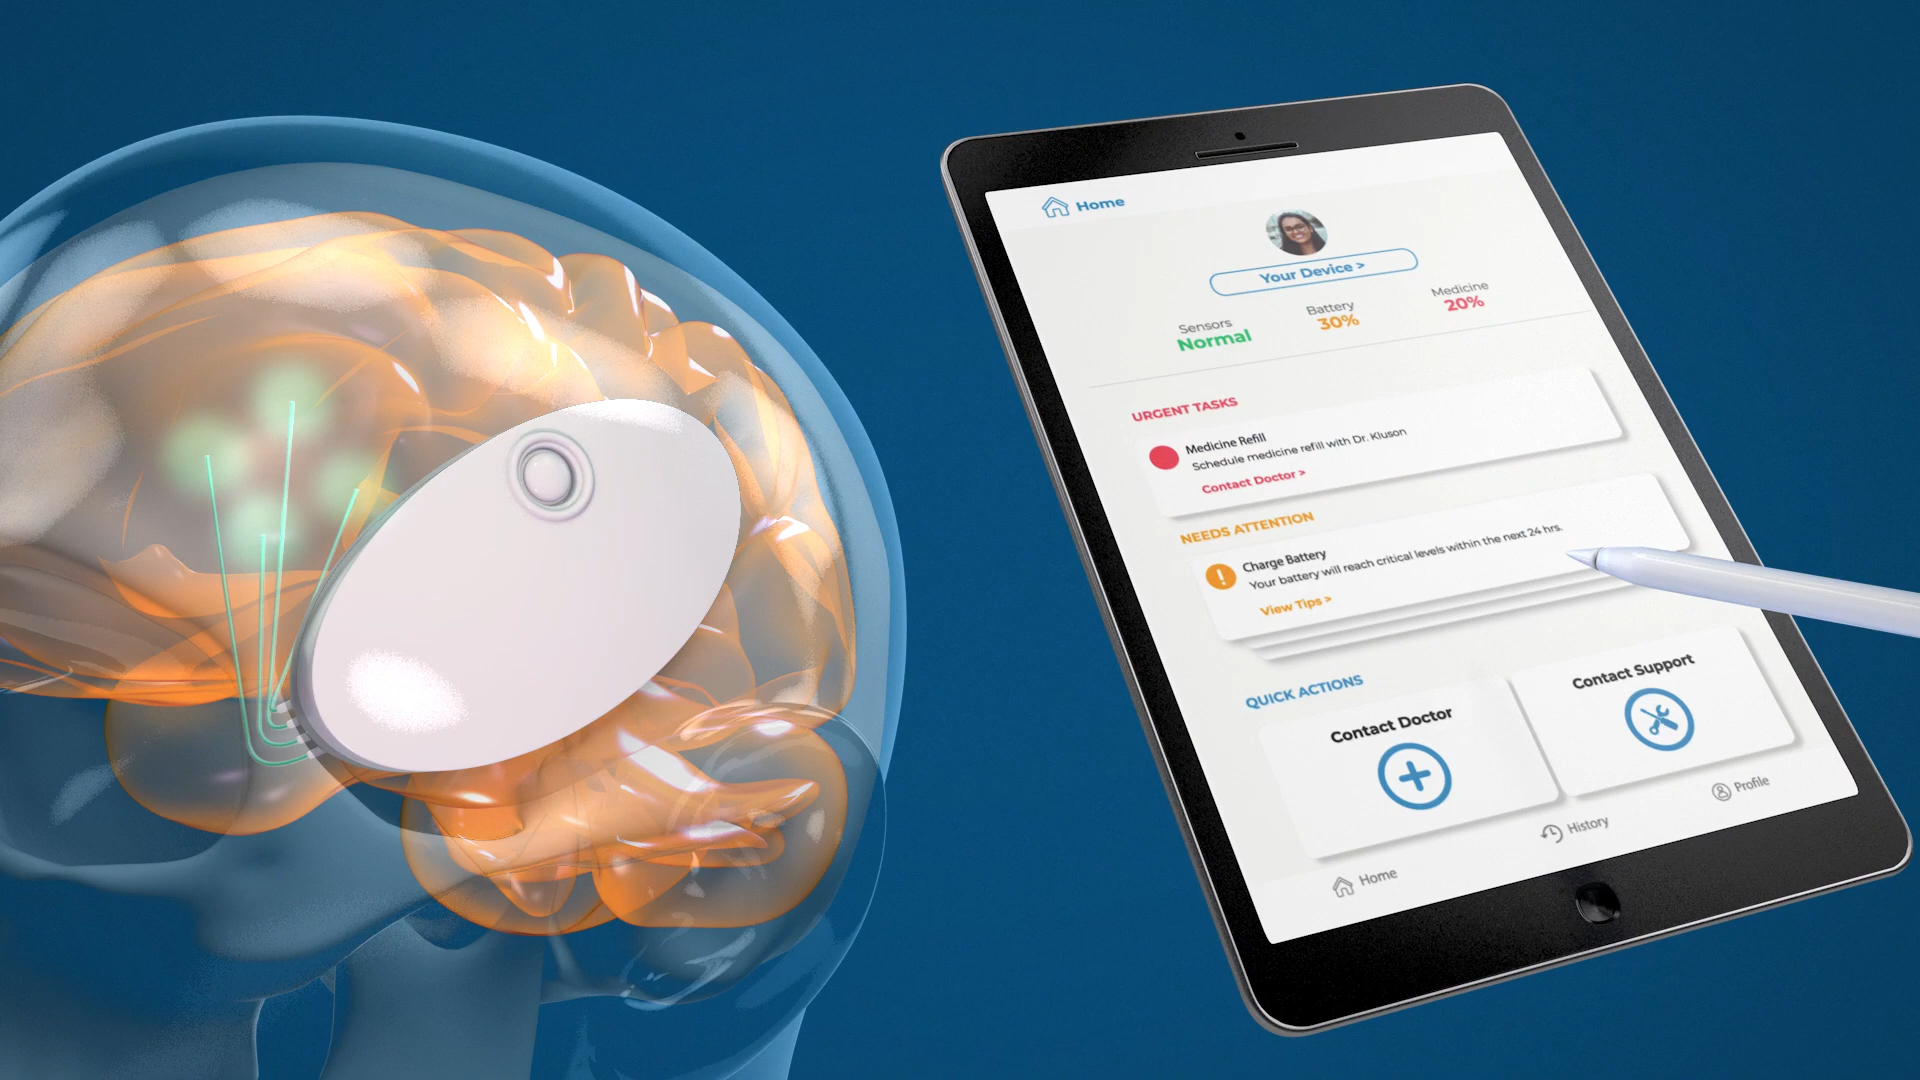 Home
Your Device >
Sensors
Normal
Battery
30%
Medicine
20%
URGENT TASKS
Medicine Refill
Schedule medicine refill with Dr. Kluson
Contact Doctor >
NEEDS ATTENTION
!
Charge Battery
Your battery will reach critical levels within the next 24 hrs.
View Tips >
QUICK ACTIONS
Contact Doctor
Contact Support
Home
History
Profile